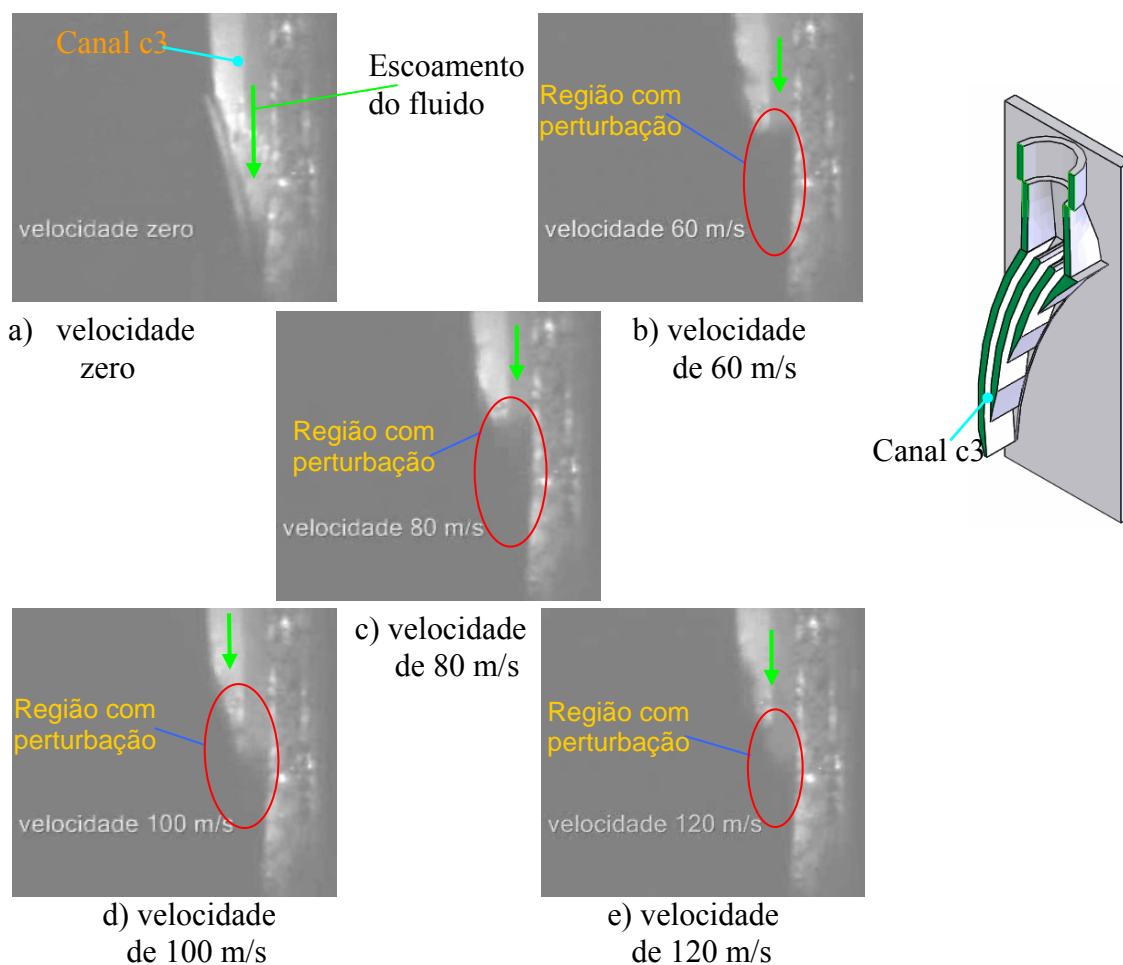 Canal c3
Escoamento
do fluido
velocidade zero
a) velocidade
zero
Região com
perturbação
velocidade 60 m/s
b) velocidade
de 60 m/s
Canal c3
Região com
perturbação
velocidade 80 m/s
c) velocidade
de 80 m/s
Região com
perturbação
velocidade 100 m/s
d) velocidade
de 100 m/s
Região com
perturbação
velocidade 120 m/s
e) velocidade
de 120 m/s